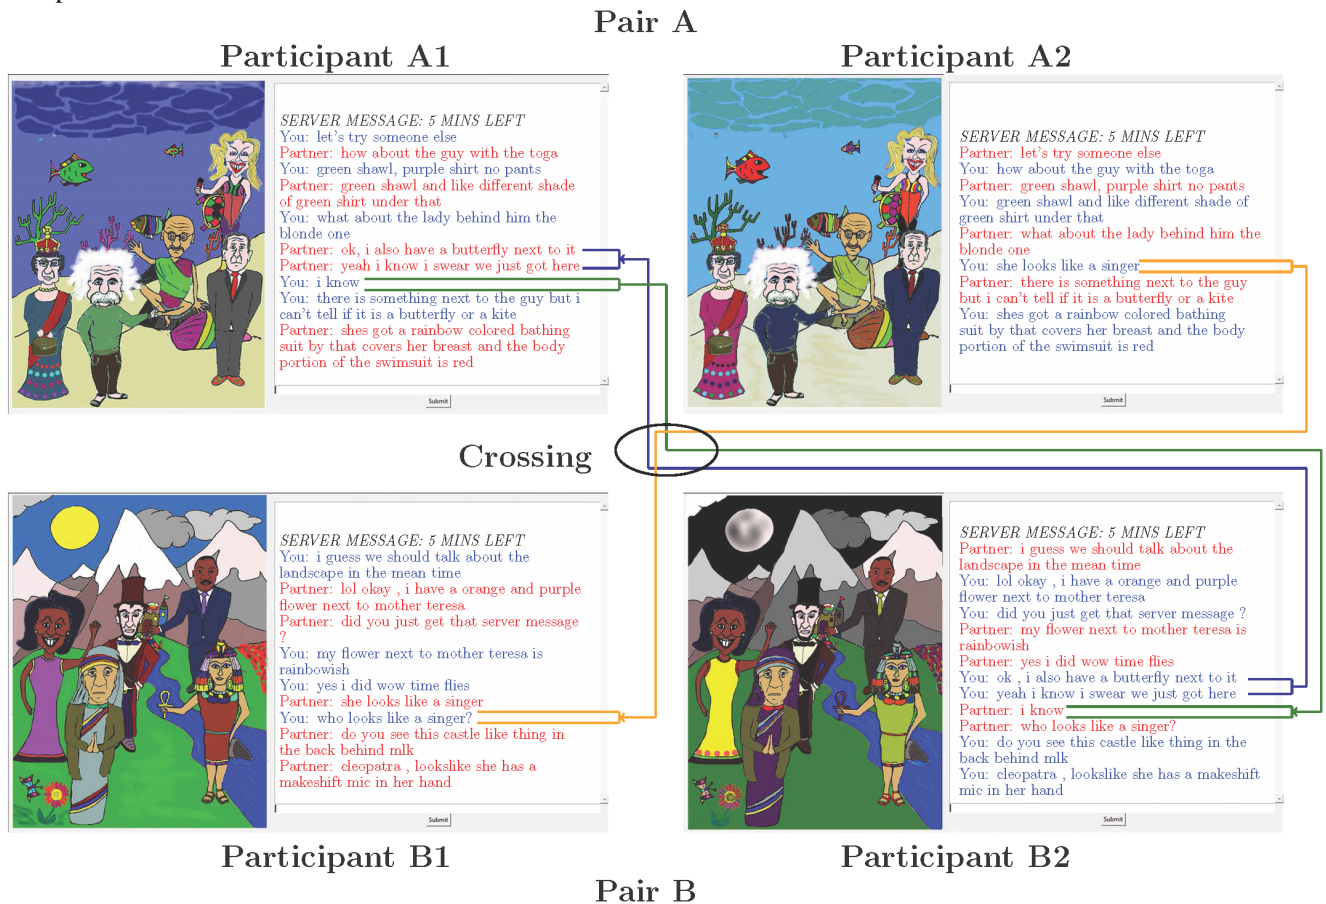 Pair A
Participant A1
Participant A2
SERVER MESSAGE: 5 MINS LEFT
You: let's try someone else
Partner: how about the guy with the toga
You: green shawl, purple shirt no pants
Partner: green shawl and like different shade
of green shirt under that
You: what about the lady behind him the
blonde one
Partner: ok, i also have a butterfly next to it
Partner: yeah i know i swear we just got here
You: i know
You: there is something next to the guy but i
can't tell if it is a butterfly or a kite
Partner: shes got a rainbow colored bathing
suit by that covers her breast and the body
portion of the swimsuit is red
Submit
SERVER MESSAGE: 5 MINS LEFT
Partner: let's try someone else
You: how about the guy with the toga
Partner: green shawl, purple shirt no pants
You: green shawl and like different shade of
green shirt under that
Partner: what about the lady behind him the
blonde one
You: she looks like a singer
Partner: there is something next to the guy
but i can't tell if it is a butterfly or a kite
You: shes got a rainbow colored bathing
suit by that covers her breast and the body
portion of the swimsuit is red
Submit
Crossing
SERVER MESSAGE: 5 MINS LEFT
You: i guess we should talk about the
landscape in the mean time
Partner: lol okay , i have a orange and purple
flower next to mother teresa
Partner: did you just get that server message
?
You: my flower next to mother teresa is
rainbowish
You: yes i did wow time flies
Partner: she looks like a singer
You: who looks like a singer?
Partner: do you see this castle like thing in
the back behind mlk
Partner: cleopatra , lookslike she has a
makeshift mic in her hand
Submit
SERVER MESSAGE: 5 MINS LEFT
Partner: i guess we should talk about the
landscape in the mean time
You: lol okay , i have a orange and purple
flower next to mother teresa
You: did you just get that server message ?
Partner: my flower next to mother teresa is
rainbowish
Partner: yes i did wow time flies
You: ok , i also have a butterfly next to it
You: yeah i know i swear we just got here
Partner: i know
Partner: who looks like a singer?
You: do you see this castle like thing in the
back behind mlk
You: cleopatra , lookslike she has a makeshift
mic in her hand
Submit
Participant B1
Participant B2
Pair B